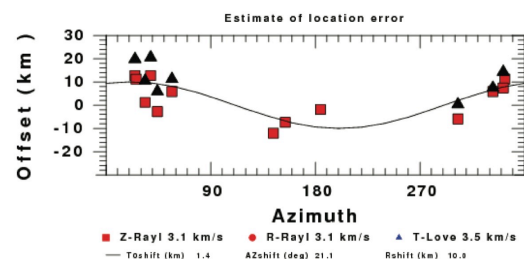 Estimate of location error
30
20
10
0
-10
-20
Offset (km)
90 180 270
Azimuth
Z-Rayl 3.1 km/s R-Rayl 3.1 km/s T-Love 3.5 km/s
T0shift (km) 1.4 AZshift (deg) 21.1 Rshift (km) 10.0